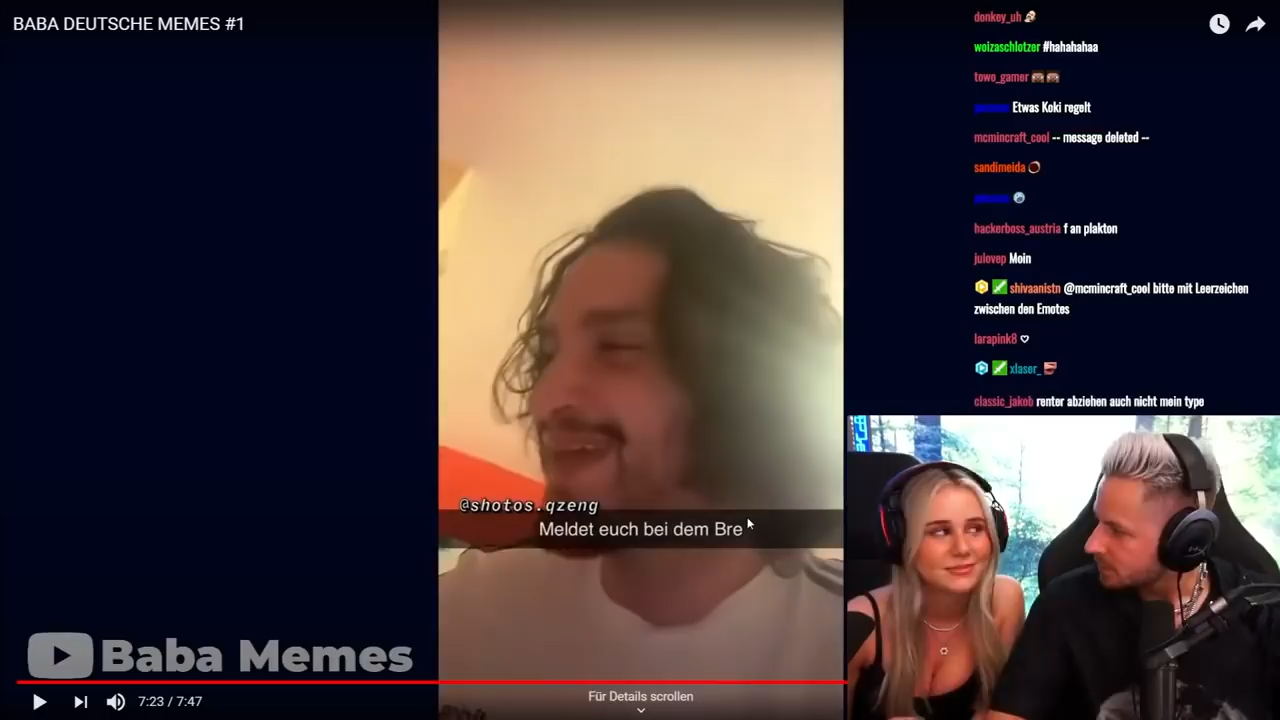 BABA DEUTSCHE MEMES #1
donkey_uh
woizaschlotzer #hahahahaa
towo_gamer
Etwas Koki regelt
mcmincraft_cool -- message deleted --
sandimeida
hackerboss_austria f an plakton
julovep Moin
shivaanistn @mcmincraft_cool bitte mit Leerzeichen
zwischen den Emotes
larapink8
xlaser_
classic_jakob renter abziehen auch nicht mein type
@shotos.qzeng
Meldet euch bei dem Bre
Baba Memes
7:23 / 7:47
Für Details scrollen